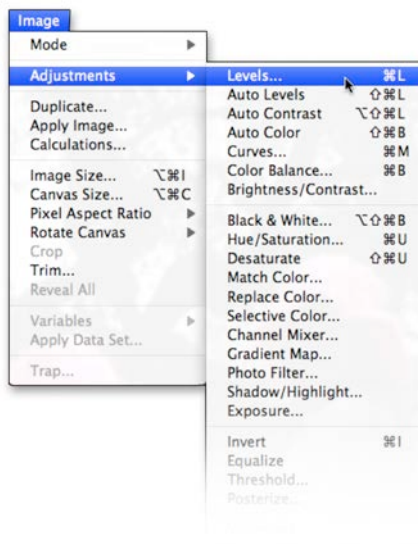 Image
Mode
Adjustments
Duplicate...
Apply Image...
Calculations...
Image Size... ⌥⌘I
Canvas Size... ⌥⌘C
Pixel Aspect Ratio
Rotate Canvas
Crop
Trim...
Reveal All
Variables
Apply Data Set...
Trap...
Levels... ⌘L
Auto Levels ⇧⌘L
Auto Contrast ⌥⇧⌘L
Auto Color ⇧⌘B
Curves... ⌘M
Color Balance... ⌘B
Brightness/Contrast...
Black & White... ⌥⇧⌘B
Hue/Saturation... ⌘U
Desaturate ⇧⌘U
Match Color...
Replace Color...
Selective Color...
Channel Mixer...
Gradient Map...
Photo Filter...
Shadow/Highlight...
Exposure...
Invert ⌘I
Equalize
Threshold...
Posterize...